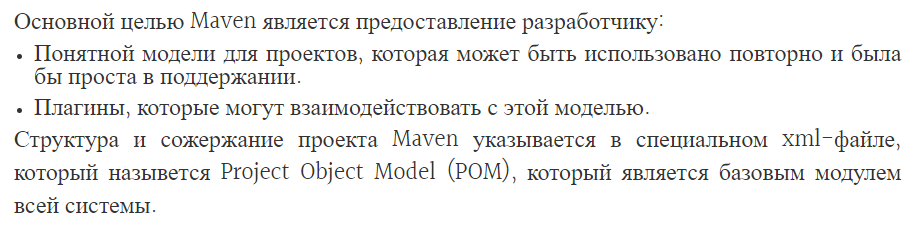 Основной целью Maven является предоставление разработчику:
• Понятной модели для проектов, которая может быть использовано повторно и была
бы проста в поддержании.
• Плагины, которые могут взаимодействовать с этой моделью.
Структура и сожержание проекта Maven указывается в специальном xml-файле,
который назывется Project Object Model (POM), который является базовым модулем
всей системы.